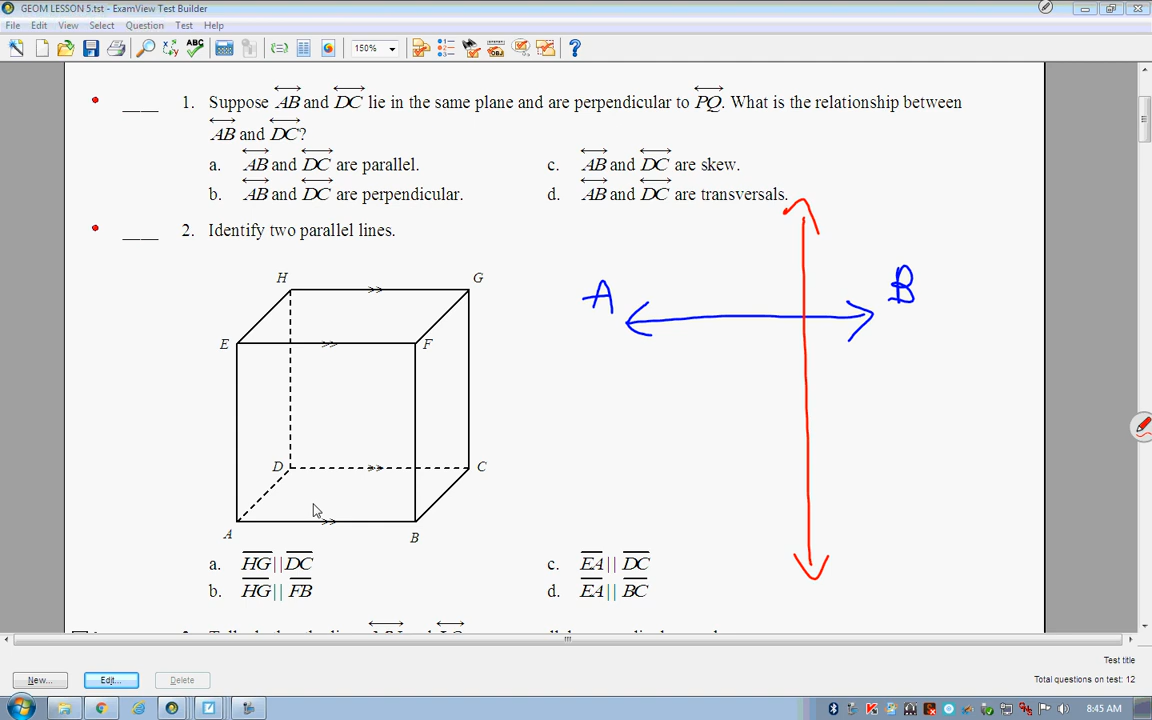 GEOM LESSON 5.tst - ExamView Test Builder
File Edit View Select Question Test Help
ABC 150%
1. Suppose AB and DC lie in the same plane and are perpendicular to PQ. What is the relationship between
AB and DC?
a. AB and DC are parallel. c. AB and DC are skew.
b. AB and DC are perpendicular. d. AB and DC are transversals.
2. Identify two parallel lines.
H G
E F
D C
A B
A B
a. HG || DC c. EA || DC
b. HG || FB d. EA || BC
Test title
New... Edit... Delete Total questions on test: 12
8:45 AM